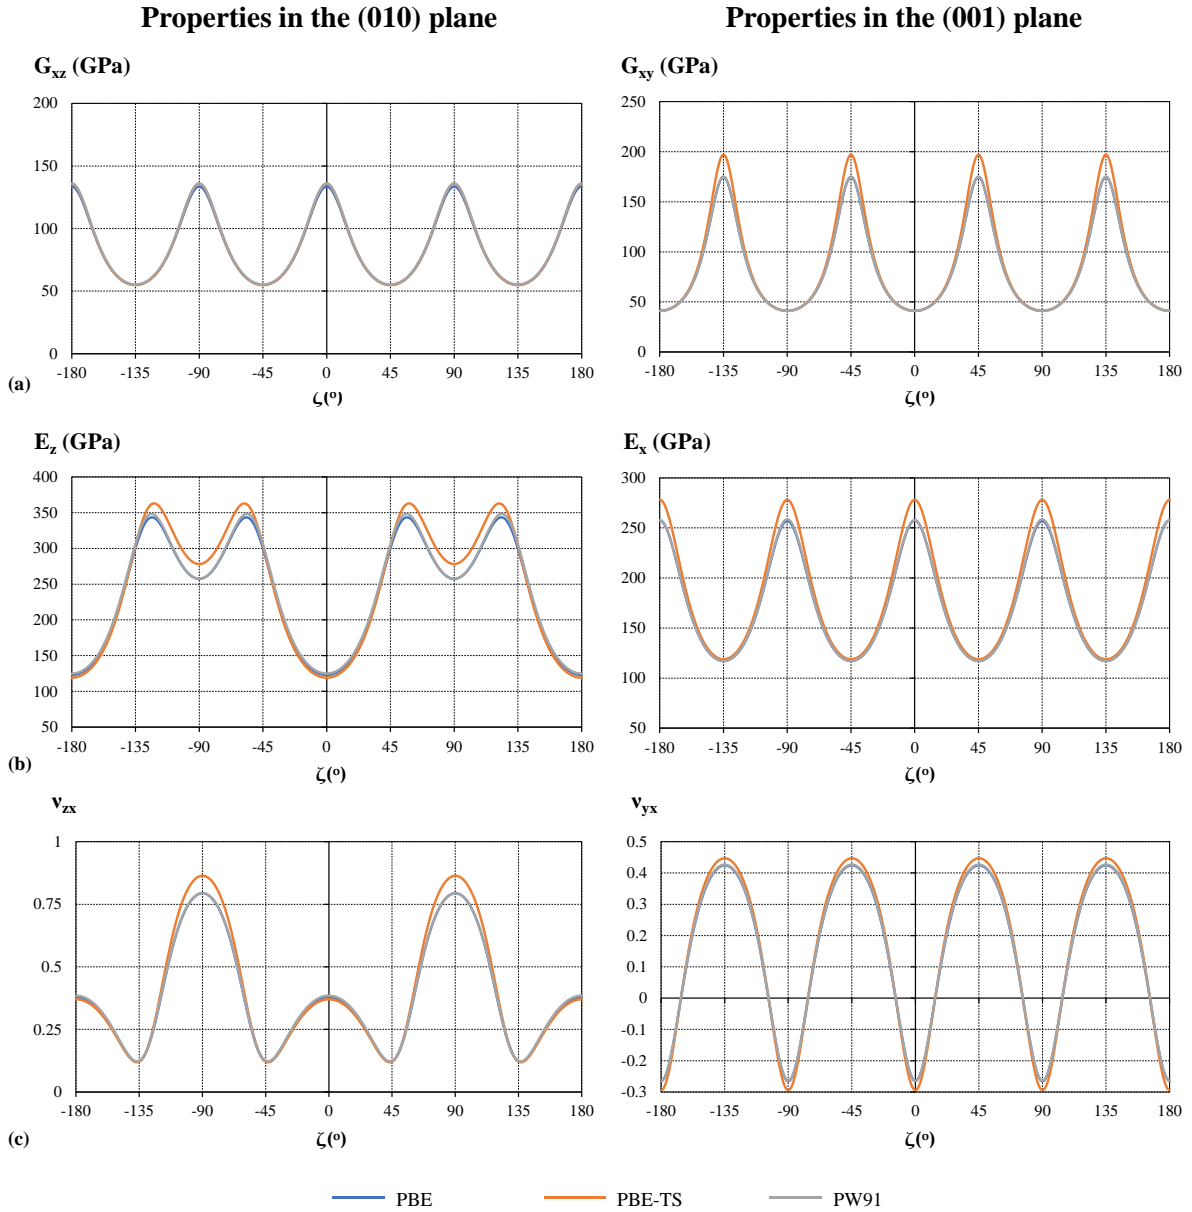 Properties in the (010) plane
Properties in the (001) plane
Gxz (GPa)
200
150
100
50
0
-180 -135 -90 -45 0 45 90 135 180
ζ(º)
Gxy (GPa)
250
200
150
100
50
0
-180 -135 -90 -45 0 45 90 135 180
ζ(º)
(a)
Ez (GPa)
400
350
300
250
200
150
100
50
-180 -135 -90 -45 0 45 90 135 180
ζ(º)
Ex (GPa)
300
250
200
150
100
50
-180 -135 -90 -45 0 45 90 135 180
ζ(º)
(b)
νzx
1
0.75
0.5
0.25
0
-180 -135 -90 -45 0 45 90 135 180
ζ(º)
νyx
0.5
0.4
0.3
0.2
0.1
0
-0.1
-0.2
-0.3
-180 -135 -90 -45 0 45 90 135 180
ζ(º)
(c)
PBE PBE-TS PW91